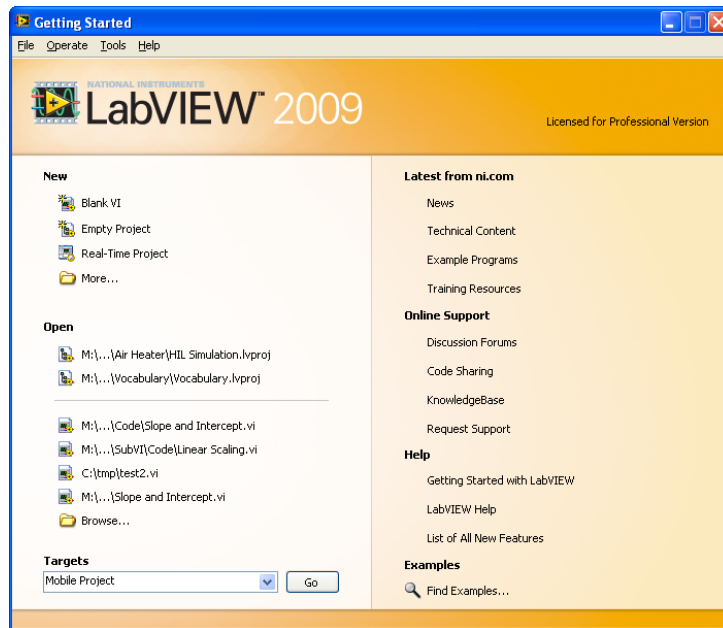 Getting Started
File Operate Tools Help
NATIONAL INSTRUMENTS
LabVIEW™ 2009
Licensed for Professional Version
New
Blank VI
Empty Project
Real-Time Project
More...
Open
M:\...\Air Heater\HIL Simulation.lvproj
M:\...\Vocabulary\Vocabulary.lvproj
M:\...\Code\Slope and Intercept.vi
M:\...\SubVI\Code\Linear Scaling.vi
C:\tmp\test2.vi
M:\...\Slope and Intercept.vi
Browse...
Targets
Mobile Project
Go
Latest from ni.com
News
Technical Content
Example Programs
Training Resources
Online Support
Discussion Forums
Code Sharing
KnowledgeBase
Request Support
Help
Getting Started with LabVIEW
LabVIEW Help
List of All New Features
Examples
Find Examples...